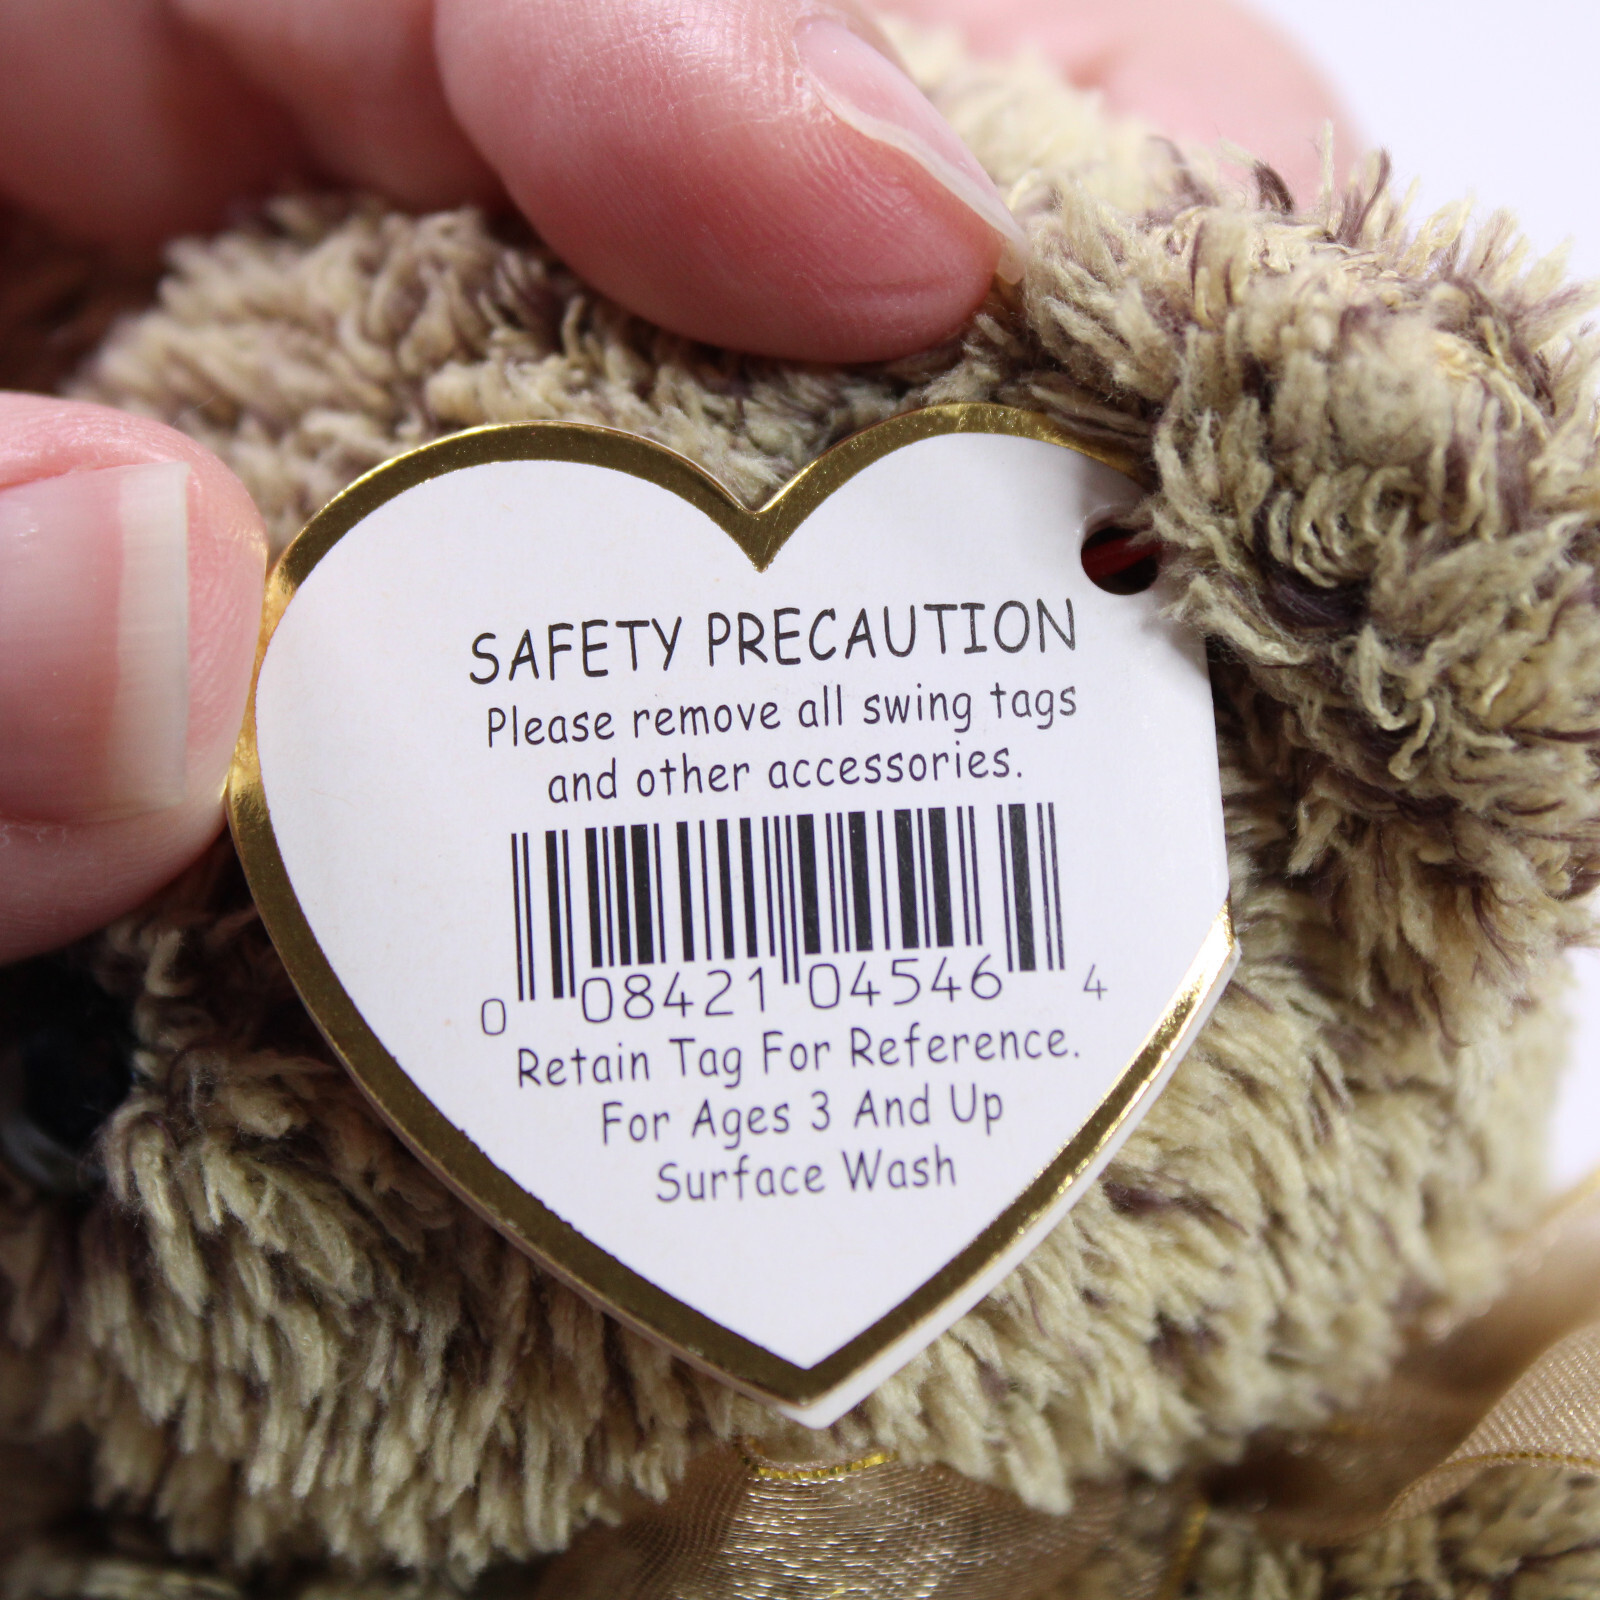 SAFETY PRECAUTION
Please remove all swing tags
and other accessories.
0 08421 04546 4
Retain Tag For Reference.
For Ages 3 And Up
Surface Wash